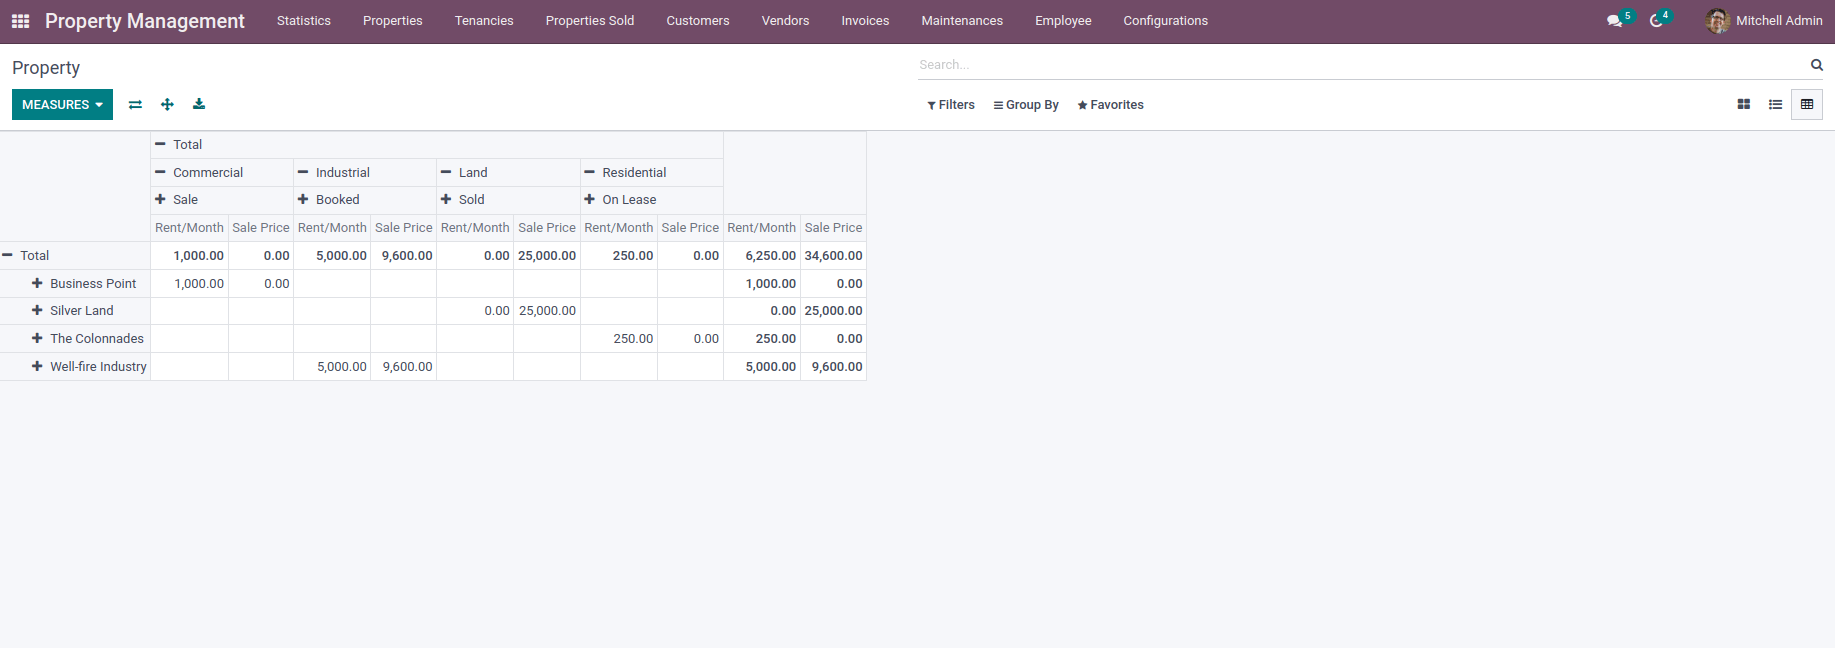 Property Management Statistics Properties Tenancies Properties Sold Customers Vendors Invoices Maintenances Employee Configurations 5 4 Mitchell Admin
Property Search...
MEASURES Filters Group By Favorites
Total
Commercial Industrial Land Residential
Sale Booked Sold On Lease
Rent/Month Sale Price Rent/Month Sale Price Rent/Month Sale Price Rent/Month Sale Price Rent/Month Sale Price
Total 1,000.00 0.00 5,000.00 9,600.00 0.00 25,000.00 250.00 0.00 6,250.00 34,600.00
Business Point 1,000.00 0.00 1,000.00 0.00
Silver Land 0.00 25,000.00 0.00 25,000.00
The Colonnades 250.00 0.00 250.00 0.00
Well-fire Industry 5,000.00 9,600.00 5,000.00 9,600.00